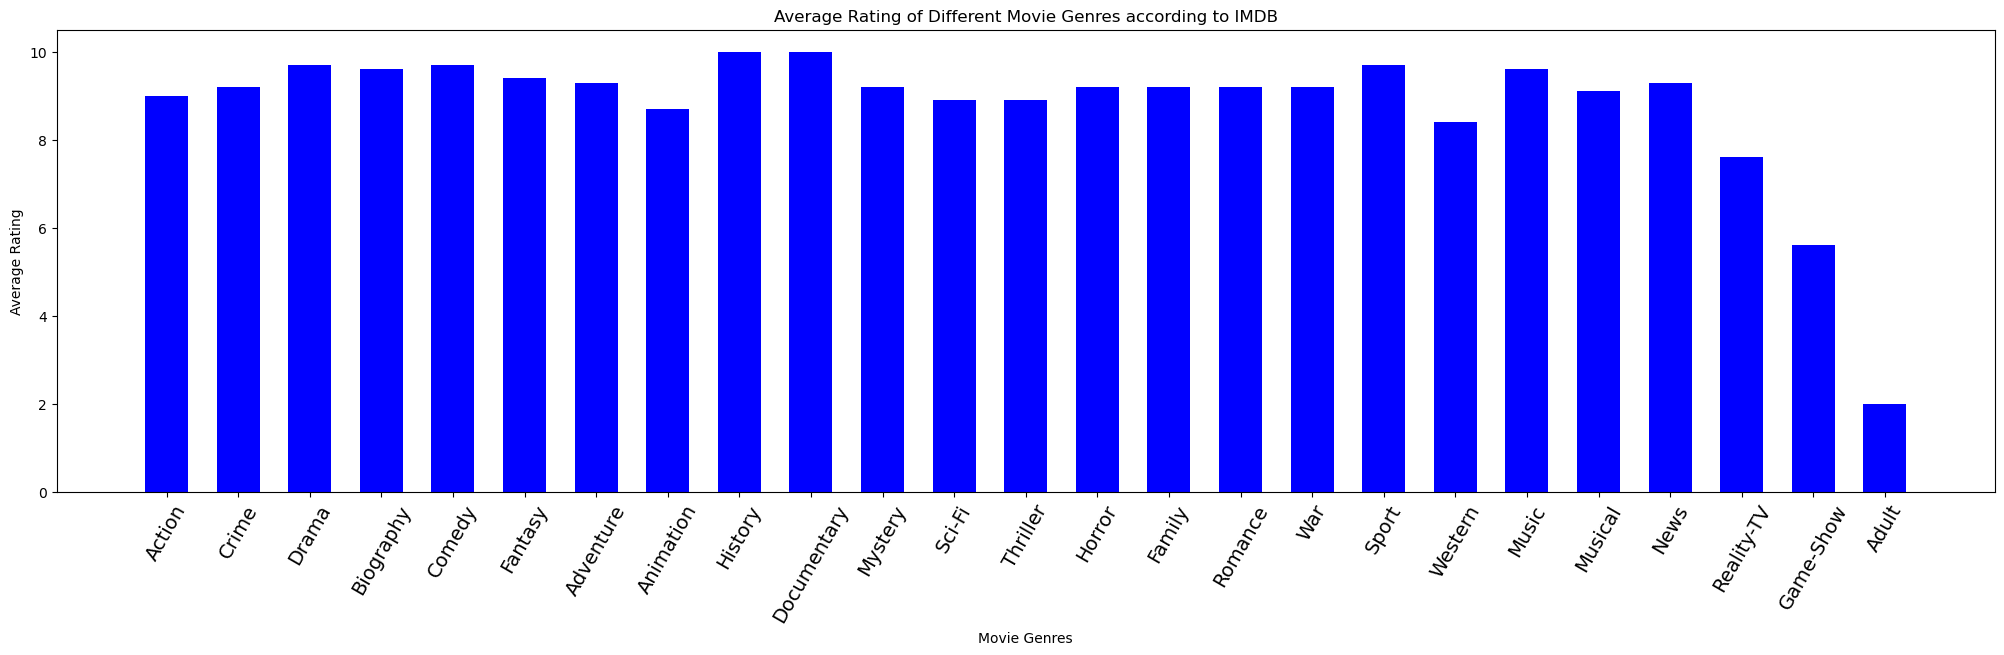 Average Rating of Different Movie Genres according to IMDB
Average Rating
10
8
6
4
2
0
Action
Crime
Drama
Biography
Comedy
Fantasy
Adventure
Animation
History
Documentary
Mystery
Sci-Fi
Thriller
Horror
Family
Romance
War
Sport
Western
Music
Musical
News
Reality-TV
Game-Show
Adult
Movie Genres